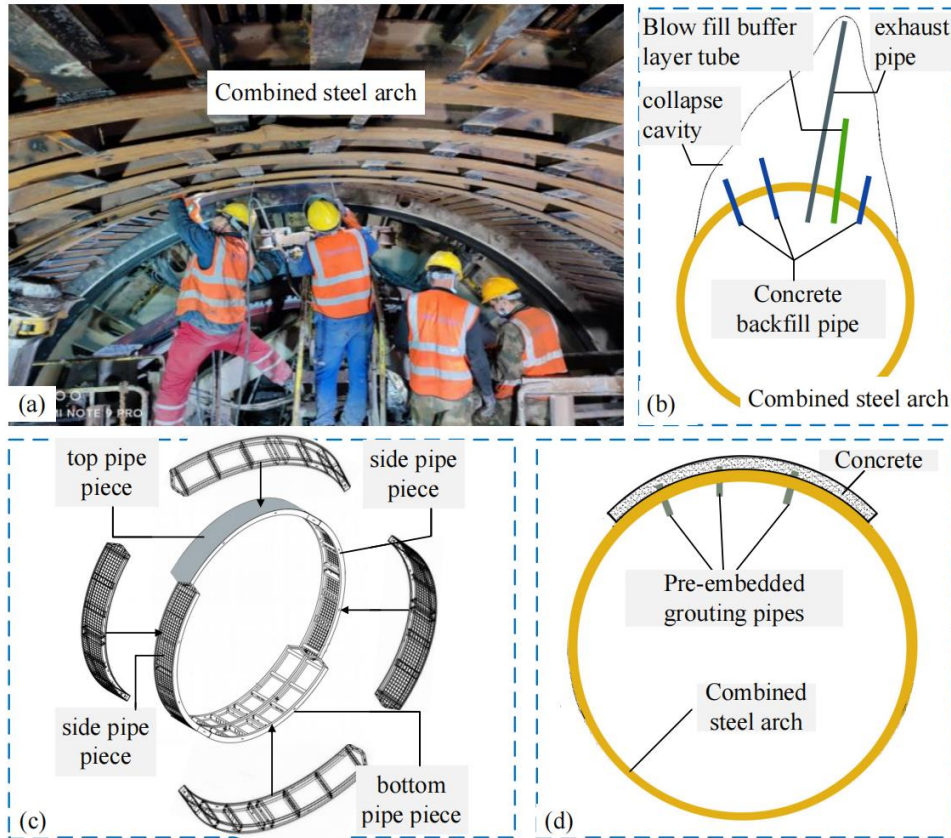 Combined steel arch
(a)
MI NOTE 9 PRO
Blow fill buffer
layer tube
exhaust
pipe
collapse
cavity
Concrete
backfill pipe
Combined steel arch
(b)
top pipe
piece
side pipe
piece
side pipe
piece
bottom
pipe piece
(c)
Concrete
Pre-embedded
grouting pipes
Combined
steel arch
(d)